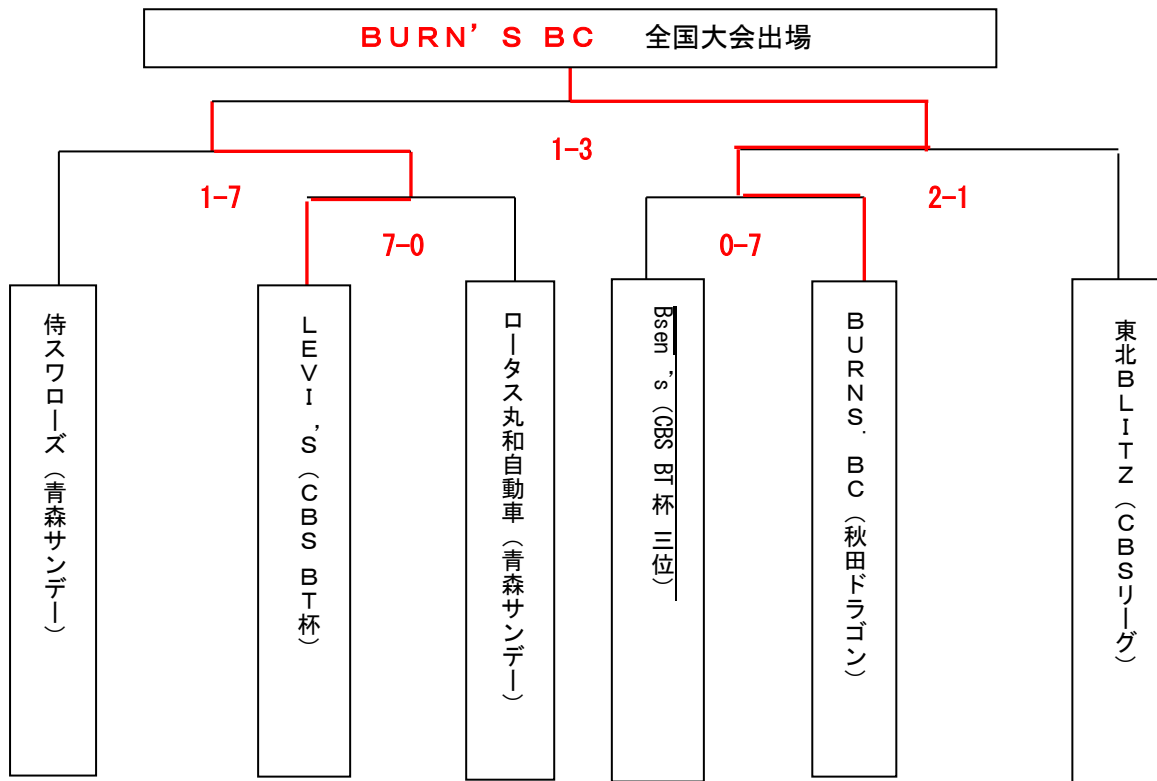 BURN'S BC 全国大会出場
1-3
1-7
2-1
7-0
0-7
侍スワローズ(青森サンデー)
LEVI'S(CBS BT杯)
ロータス丸和自動車(青森サンデー)
Bsen's(CBS BT杯 三位)
BURNS.BC(秋田ドラゴン)
東北BLITZ(CBSリーグ)